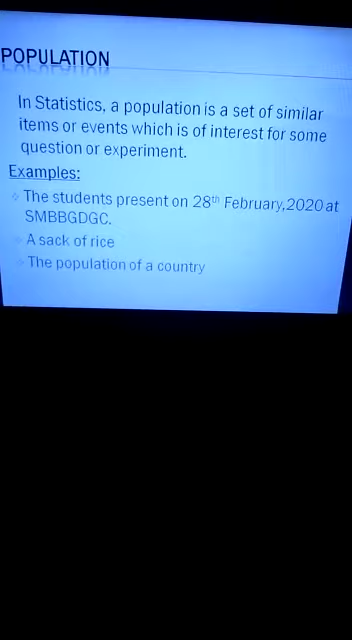 POPULATION
In Statistics, a population is a set of similar
items or events which is of interest for some
question or experiment.
Examples:
The students present on 28th February,2020 at
SMBBGDGC.
A sack of rice
The population of a country